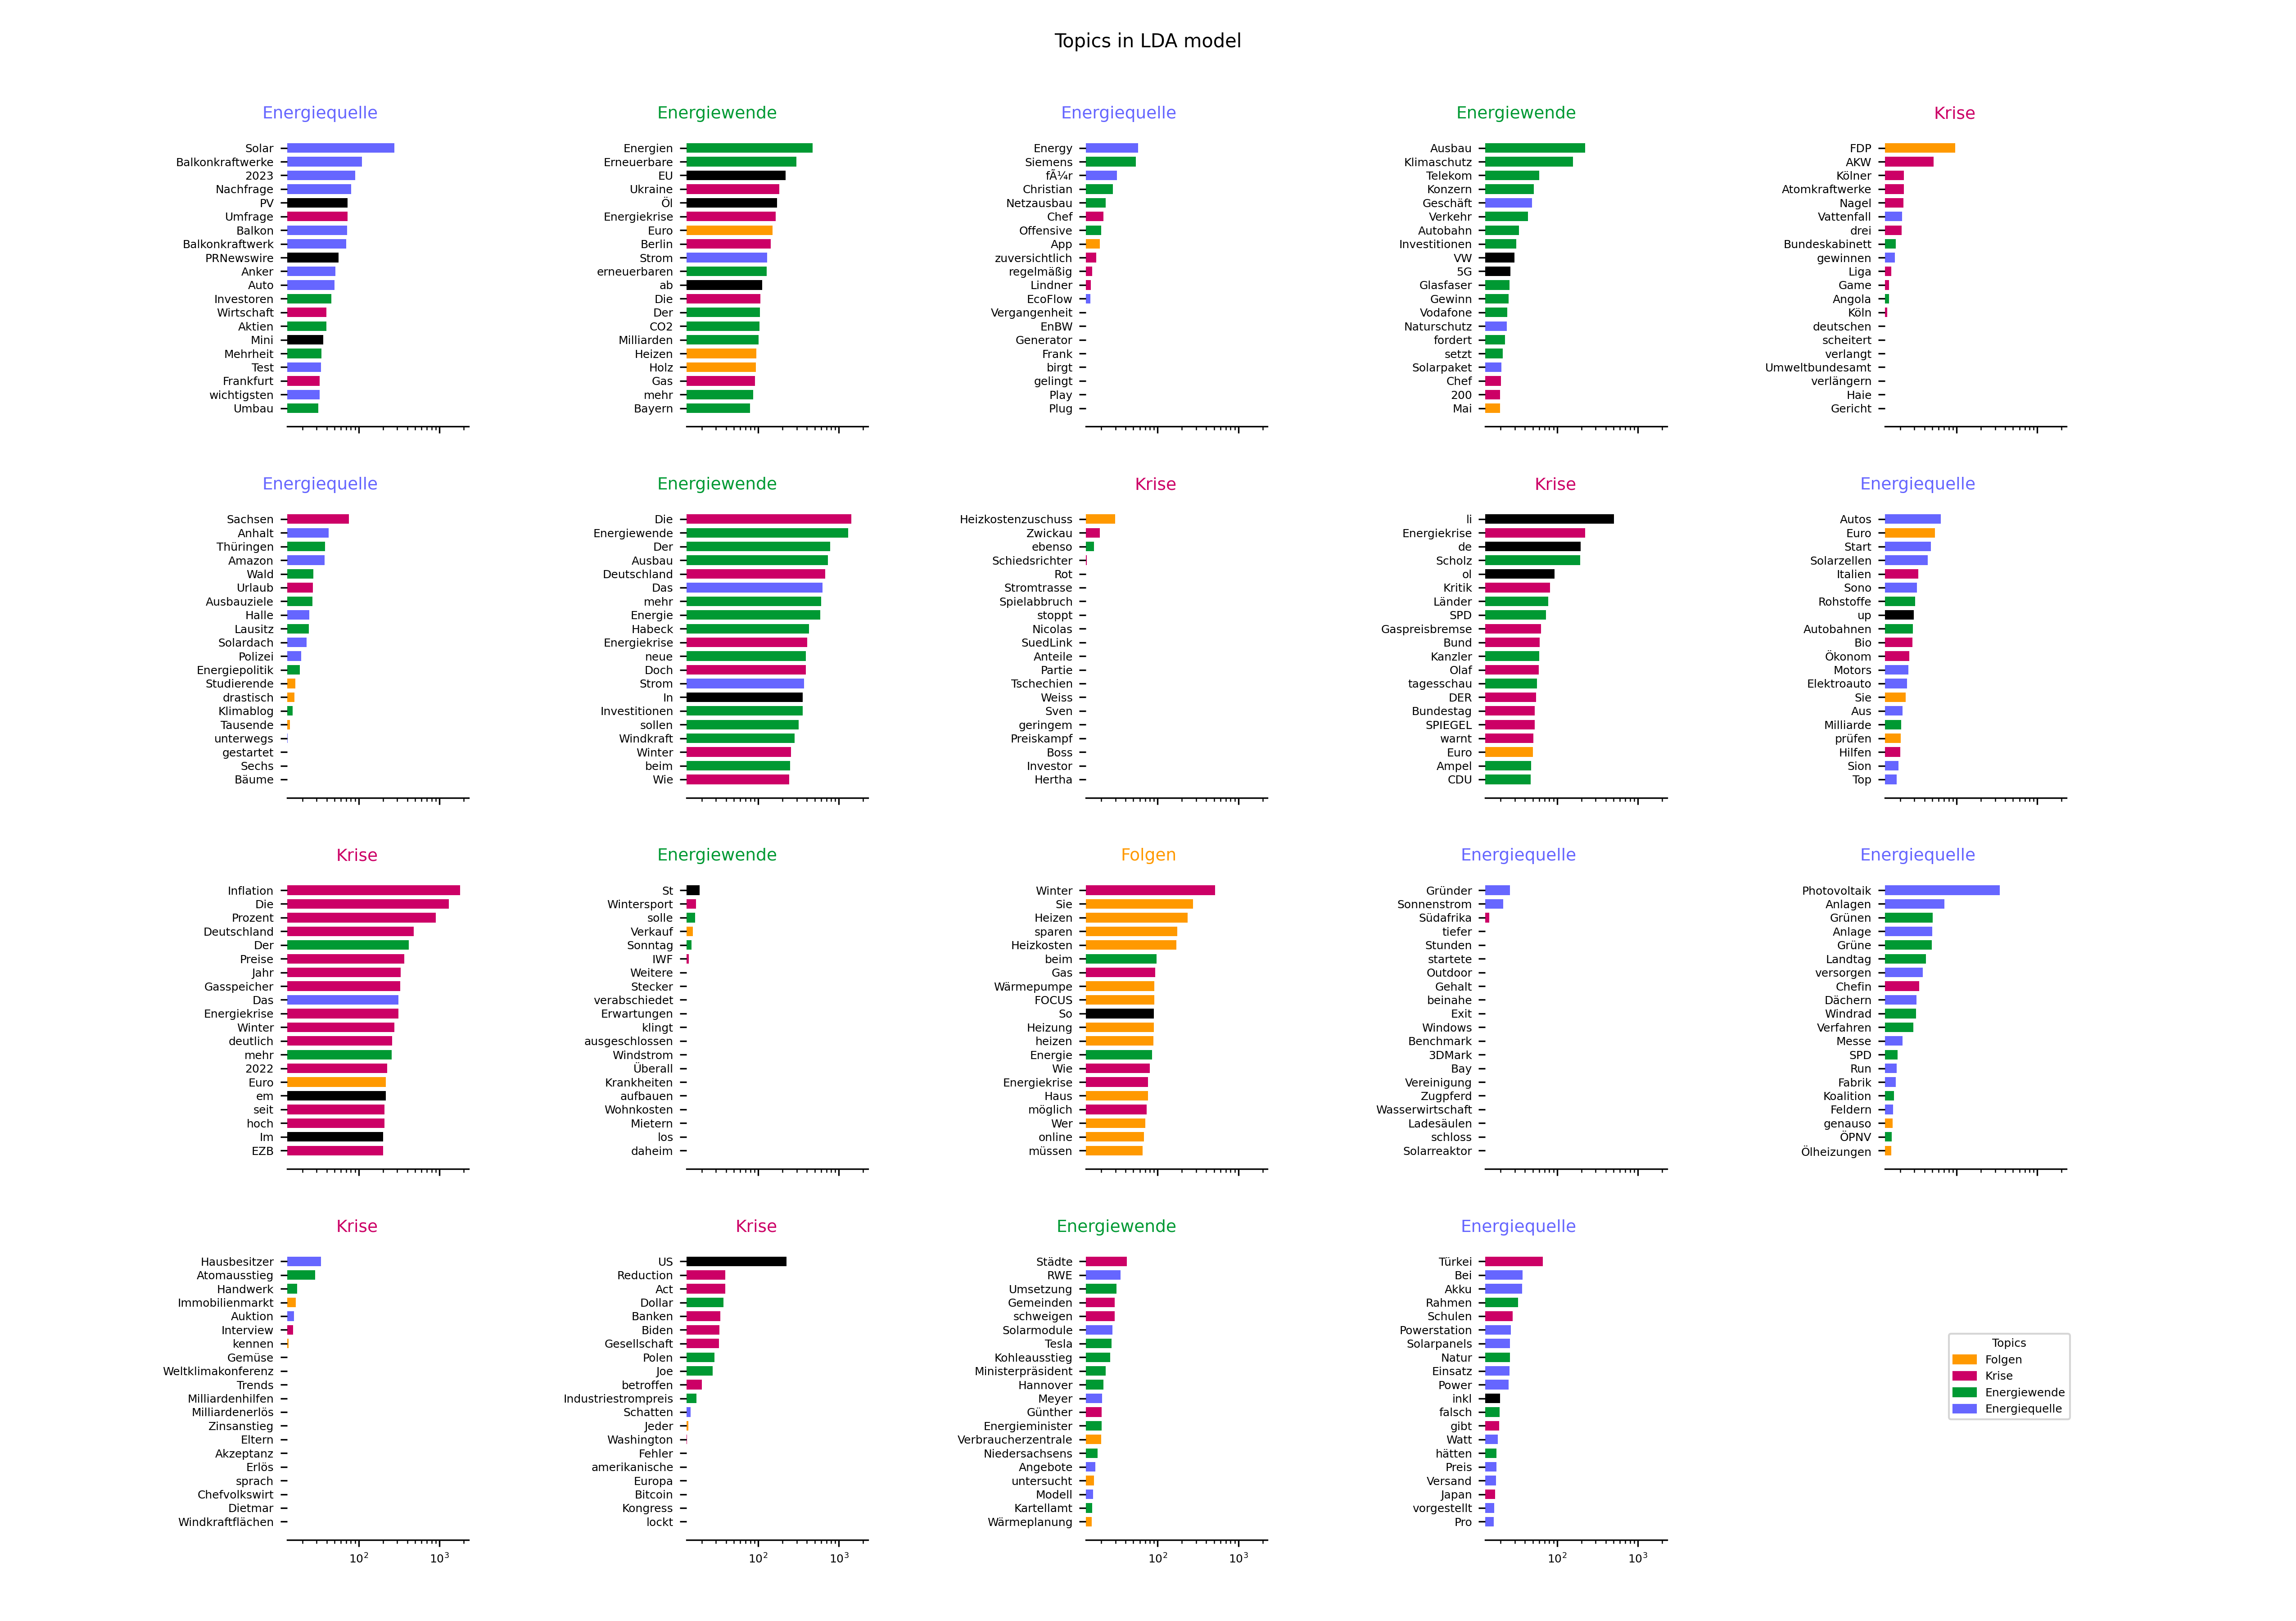 Topics in LDA model
Energiequelle
Solar
Balkonkraftwerke
2023
Nachfrage
PV
Umfrage
Balkon
Balkonkraftwerk
PRNewswire
Anker
Auto
Investoren
Wirtschaft
Aktien
Mini
Mehrheit
Test
Frankfurt
wichtigsten
Umbau
Energiewende
Energien
Erneuerbare
EU
Ukraine
Öl
Energiekrise
Euro
Berlin
Strom
erneuerbaren
ab
Die
Der
CO2
Milliarden
Heizen
Holz
Gas
mehr
Bayern
Energiequelle
Energy
Siemens
fÃ¼r
Christian
Netzausbau
Chef
Offensive
App
zuversichtlich
regelmäßig
Lindner
EcoFlow
Vergangenheit
EnBW
Generator
Frank
birgt
gelingt
Play
Plug
Energiewende
Ausbau
Klimaschutz
Telekom
Konzern
Geschäft
Verkehr
Autobahn
Investitionen
VW
5G
Glasfaser
Gewinn
Vodafone
Naturschutz
fordert
setzt
Solarpaket
Chef
200
Mai
Krise
FDP
AKW
Kölner
Atomkraftwerke
Nagel
Vattenfall
drei
Bundeskabinett
gewinnen
Liga
Game
Angola
Köln
deutschen
scheitert
verlangt
Umweltbundesamt
verlängern
Haie
Gericht
Energiequelle
Sachsen
Anhalt
Thüringen
Amazon
Wald
Urlaub
Ausbauziele
Halle
Lausitz
Solardach
Polizei
Energiepolitik
Studierende
drastisch
Klimablog
Tausende
unterwegs
gestartet
Sechs
Bäume
Energiewende
Die
Energiewende
Der
Ausbau
Deutschland
Das
mehr
Energie
Habeck
Energiekrise
neue
Doch
Strom
In
Investitionen
sollen
Windkraft
Winter
beim
Wie
Krise
Heizkostenzuschuss
Zwickau
ebenso
Schiedsrichter
Rot
Stromtrasse
Spielabbruch
stoppt
Nicolas
SuedLink
Anteile
Partie
Tschechien
Weiss
Sven
geringem
Preiskampf
Boss
Investor
Hertha
Krise
li
Energiekrise
de
Scholz
ol
Kritik
Länder
SPD
Gaspreisbremse
Bund
Kanzler
Olaf
tagesschau
DER
Bundestag
SPIEGEL
warnt
Euro
Ampel
CDU
Energiequelle
Autos
Euro
Start
Solarzellen
Italien
Sono
Rohstoffe
up
Autobahnen
Bio
Ökonom
Motors
Elektroauto
Sie
Aus
Milliarde
prüfen
Hilfen
Sion
Top
Krise
Inflation
Die
Prozent
Deutschland
Der
Preise
Jahr
Gasspeicher
Das
Energiekrise
Winter
deutlich
mehr
2022
Euro
em
seit
hoch
Im
EZB
Energiewende
St
Wintersport
solle
Verkauf
Sonntag
IWF
Weitere
Stecker
verabschiedet
Erwartungen
klingt
ausgeschlossen
Windstrom
Überall
Krankheiten
aufbauen
Wohnkosten
Mietern
los
daheim
Folgen
Winter
Sie
Heizen
sparen
Heizkosten
beim
Gas
Wärmepumpe
FOCUS
So
Heizung
heizen
Energie
Wie
Energiekrise
Haus
möglich
Wer
online
müssen
Energiequelle
Gründer
Sonnenstrom
Südafrika
tiefer
Stunden
startete
Outdoor
Gehalt
beinahe
Exit
Windows
Benchmark
3DMark
Bay
Vereinigung
Zugpferd
Wasserwirtschaft
Ladesäulen
schloss
Solarreaktor
Energiequelle
Photovoltaik
Anlagen
Grünen
Anlage
Grüne
Landtag
versorgen
Chefin
Dächern
Windrad
Verfahren
Messe
SPD
Run
Fabrik
Koalition
Feldern
genauso
ÖPNV
Ölheizungen
Krise
Hausbesitzer
Atomausstieg
Handwerk
Immobilienmarkt
Auktion
Interview
kennen
Gemüse
Weltklimakonferenz
Trends
Milliardenhilfen
Milliardenerlös
Zinsanstieg
Eltern
Akzeptanz
Erlös
sprach
Chefvolkswirt
Dietmar
Windkraftflächen
10² 10³
Krise
US
Reduction
Act
Dollar
Banken
Biden
Gesellschaft
Polen
Joe
betroffen
Industriestrompreis
Schatten
Jeder
Washington
Fehler
amerikanische
Europa
Bitcoin
Kongress
lockt
10² 10³
Energiewende
Städte
RWE
Umsetzung
Gemeinden
schweigen
Solarmodule
Tesla
Kohleausstieg
Ministerpräsident
Hannover
Meyer
Günther
Energieminister
Verbraucherzentrale
Niedersachsens
Angebote
untersucht
Modell
Kartellamt
Wärmeplanung
10² 10³
Energiequelle
Türkei
Bei
Akku
Rahmen
Schulen
Powerstation
Solarpanels
Natur
Einsatz
Power
inkl
falsch
gibt
Watt
hätten
Preis
Versand
Japan
vorgestellt
Pro
10² 10³
Topics
Folgen
Krise
Energiewende
Energiequelle